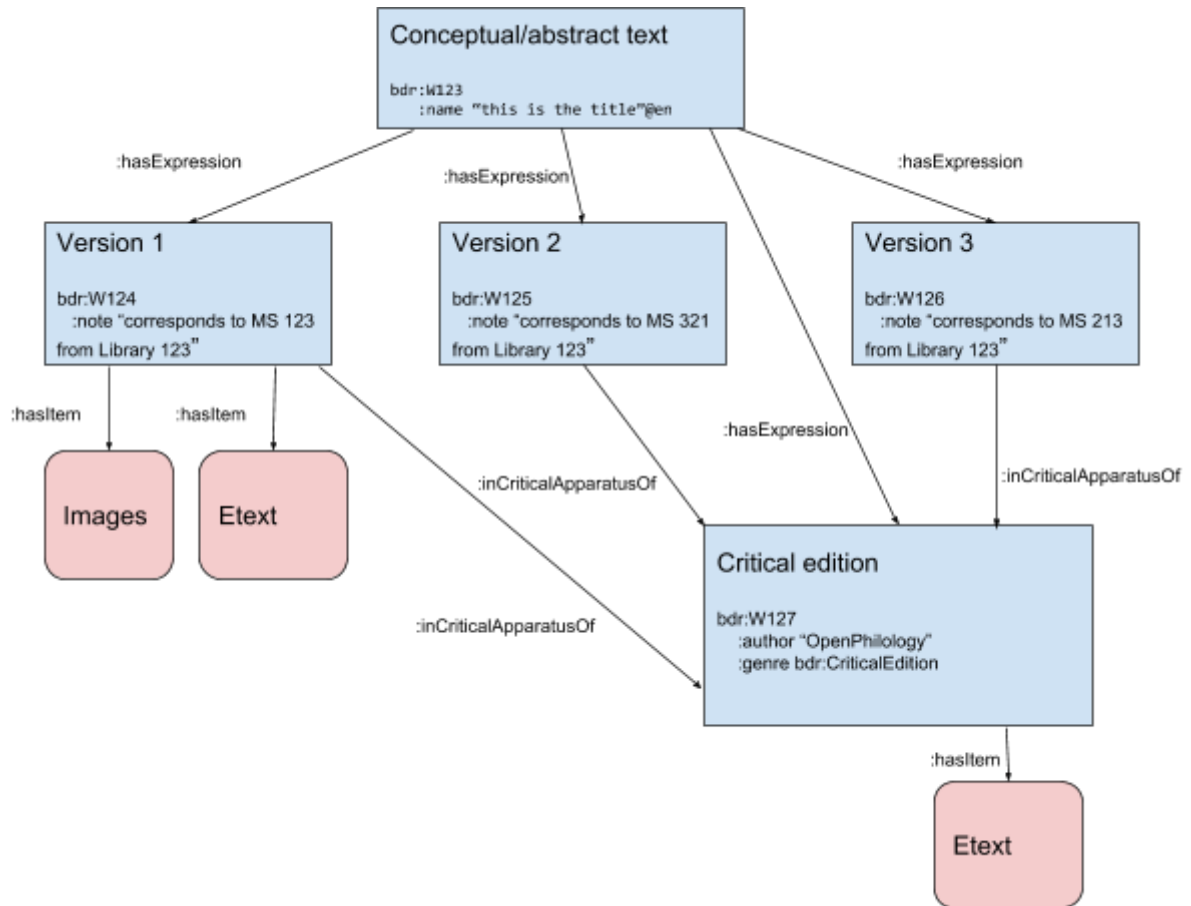 Conceptual/abstract text
bdr:W123
:name ”this is the title”@en
:hasExpression
:hasExpression
:hasExpression
Version 1
bdr:W124
:note “corresponds to MS 123
from Library 123”
Version 2
bdr:W125
:note “corresponds to MS 321
from Library 123”
Version 3
bdr:W126
:note “corresponds to MS 213
from Library 123”
:hasItem
:hasItem
:hasExpression
:inCriticalApparatusOf
:inCriticalApparatusOf
Images
Etext
Critical edition
bdr:W127
:author “OpenPhilology”
:genre bdr:CriticalEdition
:inCriticalApparatusOf
:hasItem
Etext